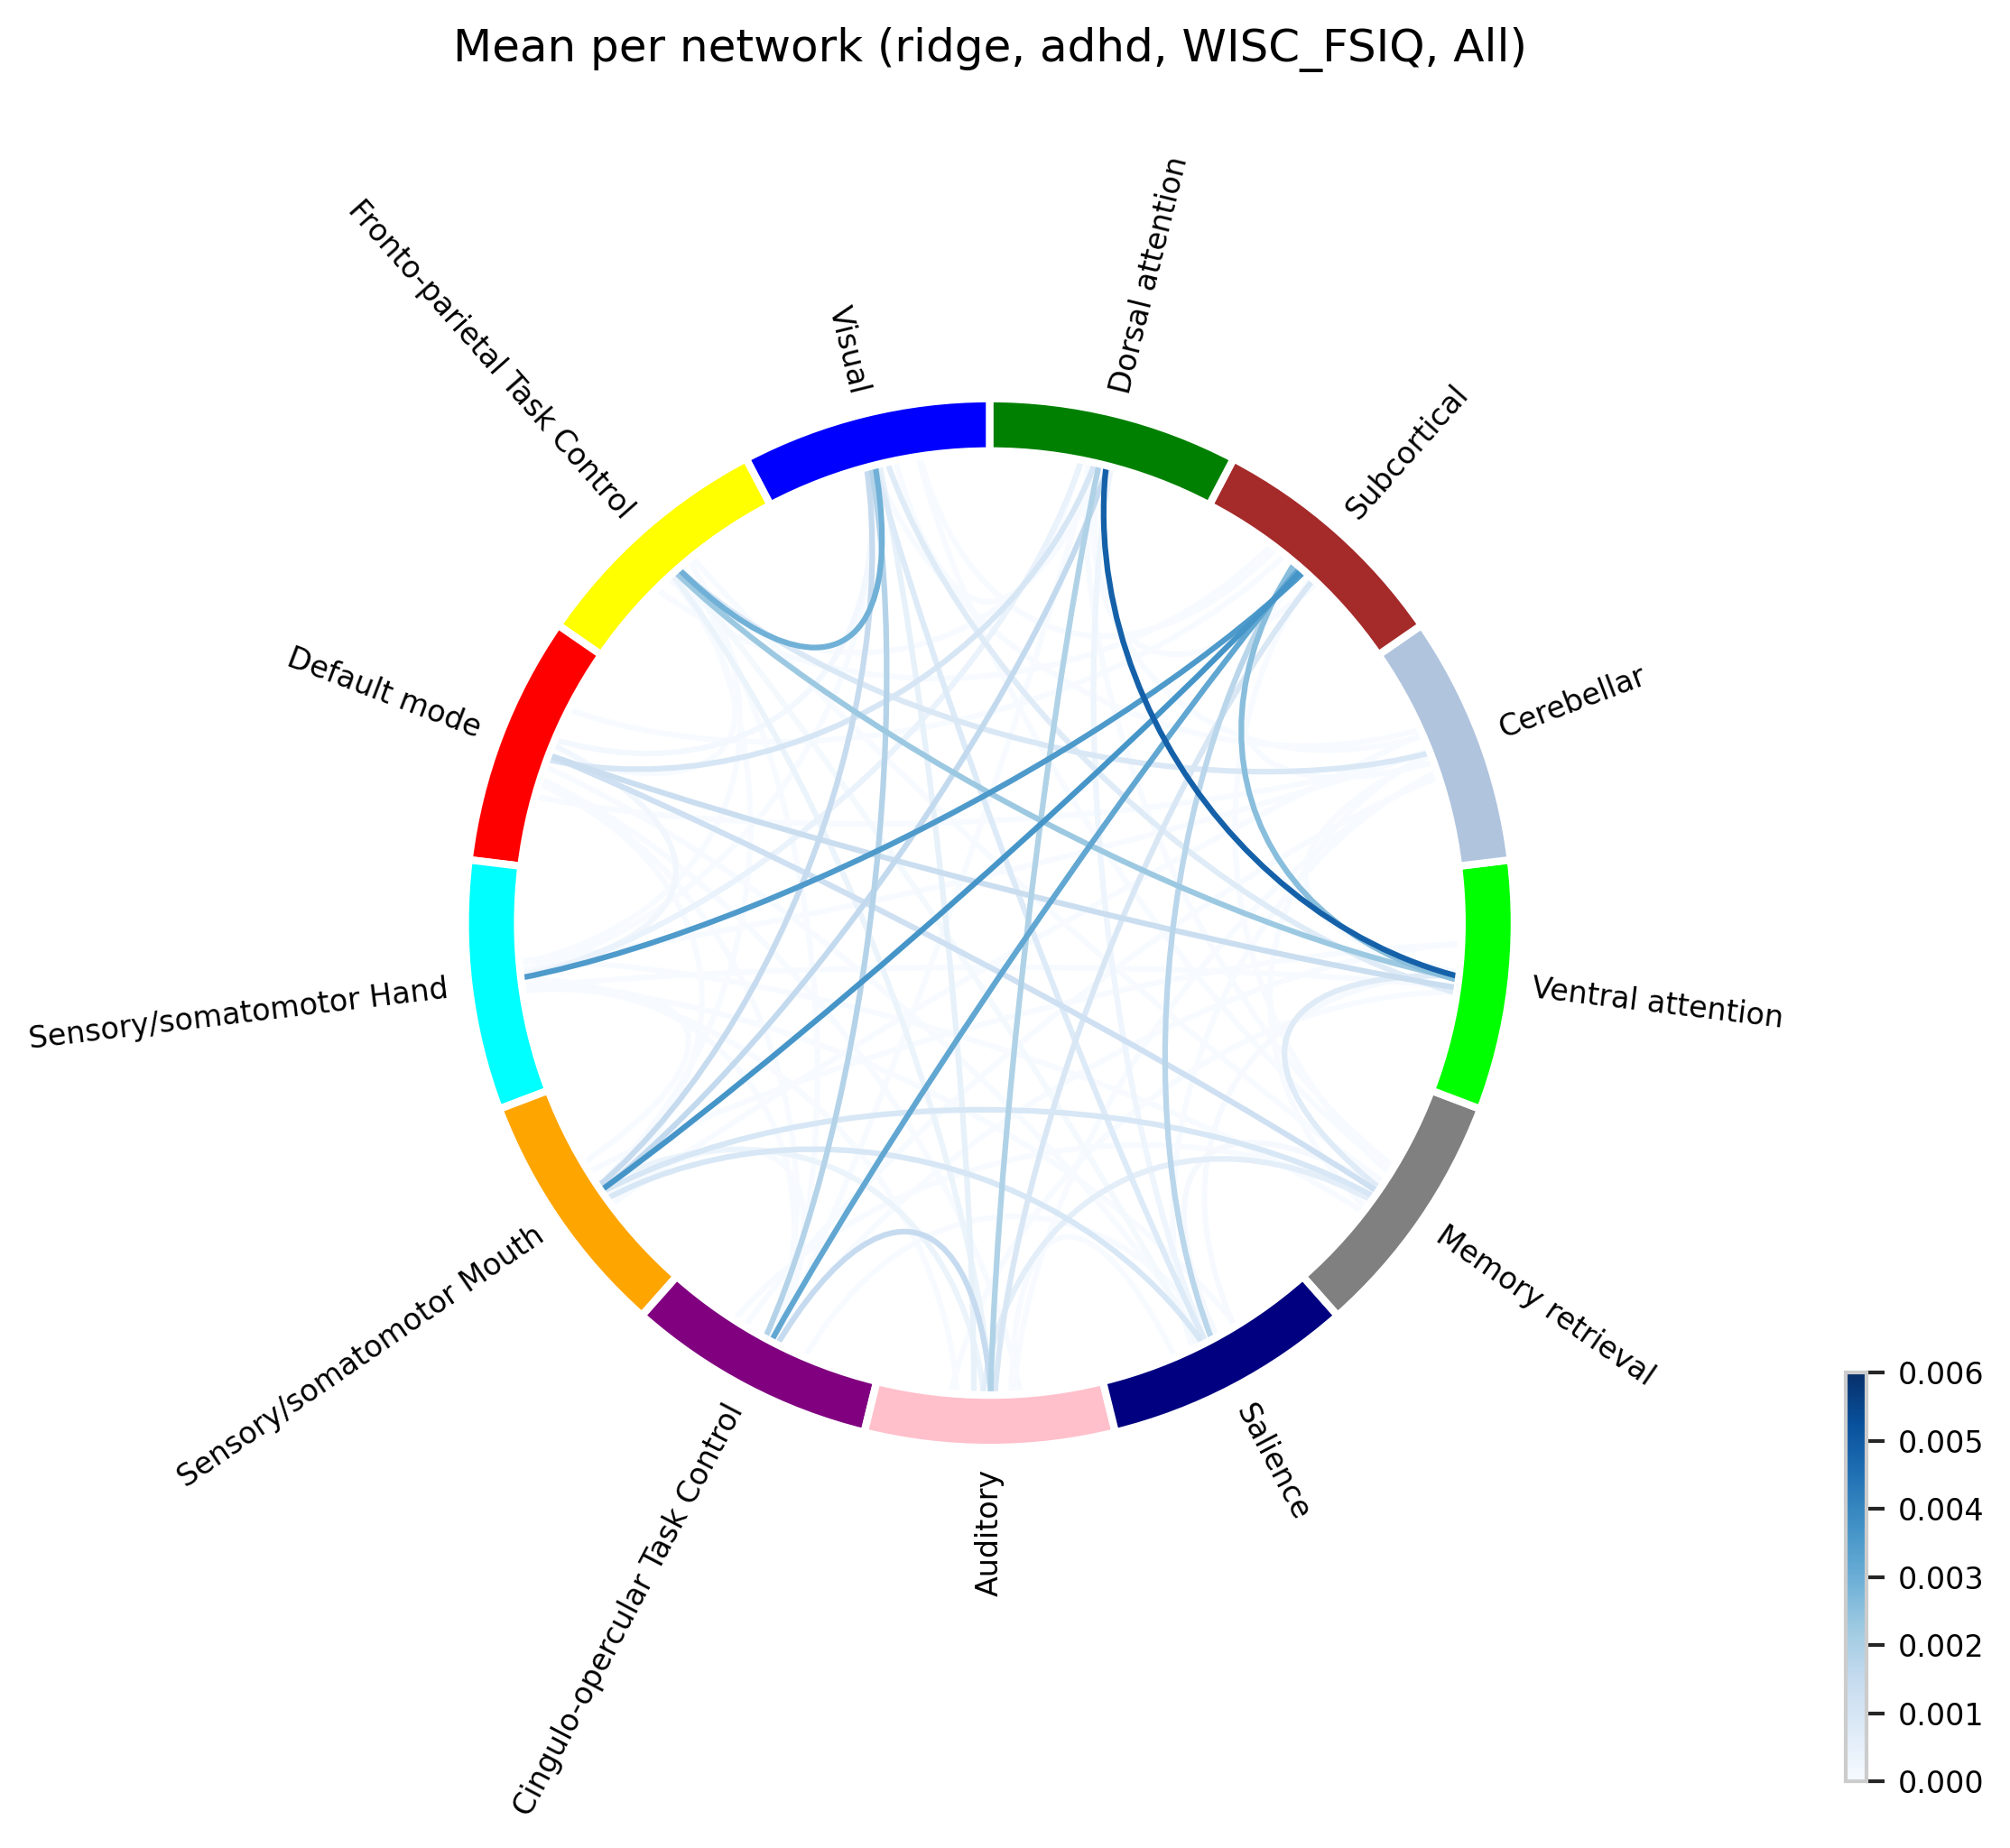 Mean per network (ridge, adhd, WISC_FSIQ, All)
Dorsal attention
Fronto-parietal Task Control
Visual
Subcortical
Default mode
Cerebellar
Sensory/somatomotor Hand
Ventral attention
Sensory/somatomotor Mouth
Memory retrieval
Cingulo-opercular Task Control
Auditory
Salience
0.006
0.005
0.004
0.003
0.002
0.001
0.000